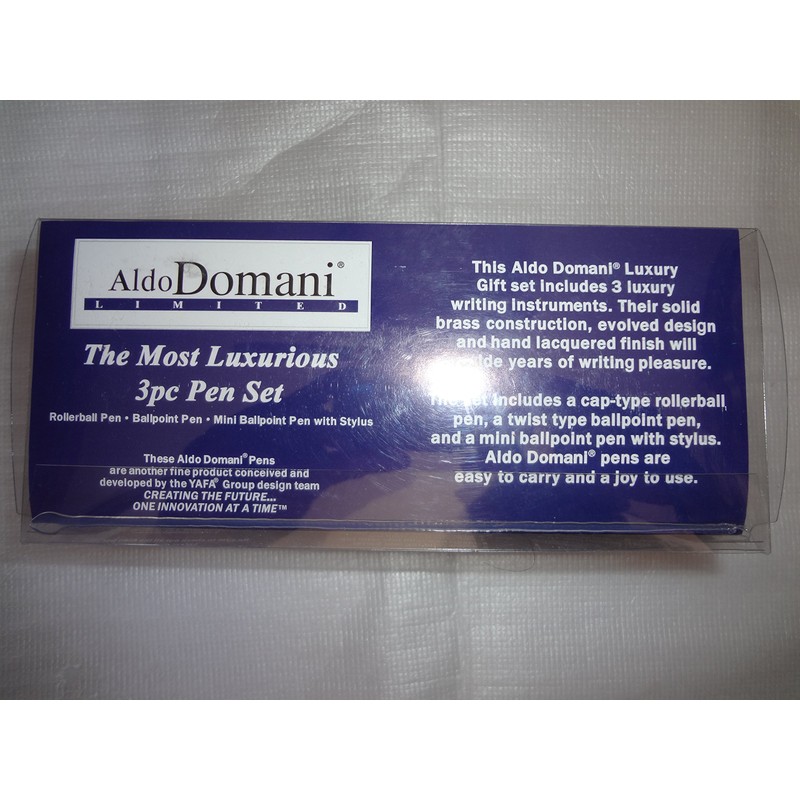 AldoDomani®
LIMITED
The Most Luxurious
3pc Pen Set
Rollerball Pen • Ballpoint Pen • Mini Ballpoint Pen with Stylus
These Aldo Domani® Pens
are another fine product conceived and
developed by the YAFA® Group design team
CREATING THE FUTURE...
ONE INNOVATION AT A TIME™
This Aldo Domani® Luxury
Gift set includes 3 luxury
writing instruments. Their solid
brass construction, evolved design
and hand lacquered finish will
years of writing pleasure.
includes a cap-type rollerball
pen, a twist type ballpoint pen,
and a mini ballpoint pen with stylus.
Aldo Domani® pens are
easy to carry and a joy to use.